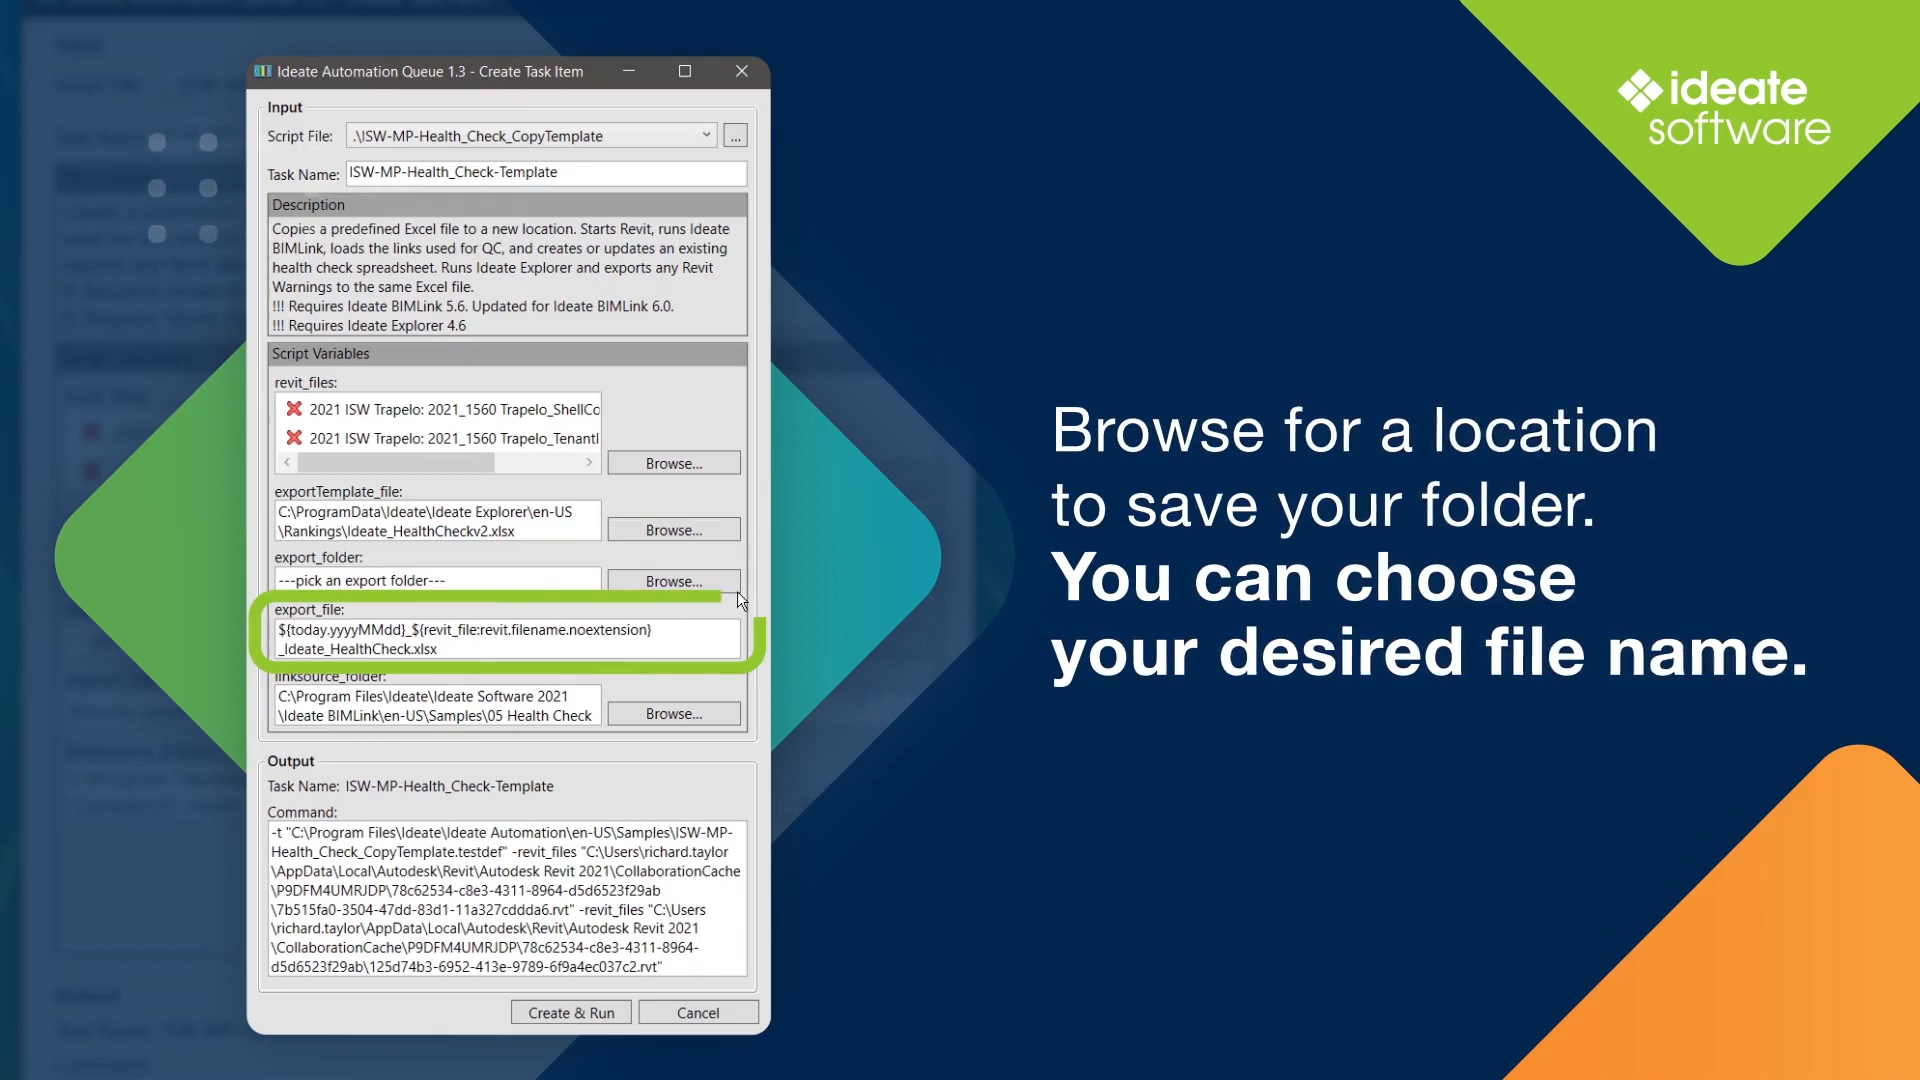 Ideate Automation Queue 1.3 - Create Task Item
Input
Script File: .\ISW-MP-Health_Check_CopyTemplate ...
Task Name: ISW-MP-Health_Check-Template
Description
Copies a predefined Excel file to a new location. Starts Revit, runs Ideate
BIMLink, loads the links used for QC, and creates or updates an existing
health check spreadsheet. Runs Ideate Explorer and exports any Revit
Warnings to the same Excel file.
!!! Requires Ideate BIMLink 5.6. Updated for Ideate BIMLink 6.0.
!!! Requires Ideate Explorer 4.6
Script Variables
revit_files:
2021 ISW Trapelo: 2021_1560 Trapelo_ShellCo
2021 ISW Trapelo: 2021_1560 Trapelo_TenantI
Browse...
exportTemplate_file:
C:\ProgramData\Ideate\Ideate Explorer\en-US
\Rankings\Ideate_HealthCheckv2.xlsx
Browse...
export_folder:
---pick an export folder---
Browse...
export_file:
${today.yyyyMMdd}_${revit_file:revit.filename.noextension}
_Ideate_HealthCheck.xlsx
linksource_folder:
C:\Program Files\Ideate\Ideate Software 2021
\Ideate BIMLink\en-US\Samples\05 Health Check
Browse...
Output
Task Name: ISW-MP-Health_Check-Template
Command:
-t "C:\Program Files\Ideate\Ideate Automation\en-US\Samples\ISW-MP-
Health_Check_CopyTemplate.testdef" -revit_files "C:\Users\richard.taylor
\AppData\Local\Autodesk\Revit\Autodesk Revit 2021\CollaborationCache
\P9DFM4UMRJDP\78c62534-c8e3-4311-8964-d5d6523f29ab
\7b515fa0-3504-47dd-83d1-11a327cddda6.rvt" -revit_files "C:\Users
\richard.taylor\AppData\Local\Autodesk\Revit\Autodesk Revit 2021
\CollaborationCache\P9DFM4UMRJDP\78c62534-c8e3-4311-8964-
d5d6523f29ab\125d74b3-6952-413e-9789-6f9a4ec037c2.rvt"
Create & Run
Cancel
ideate
software
Browse for a location
to save your folder.
You can choose
your desired file name.